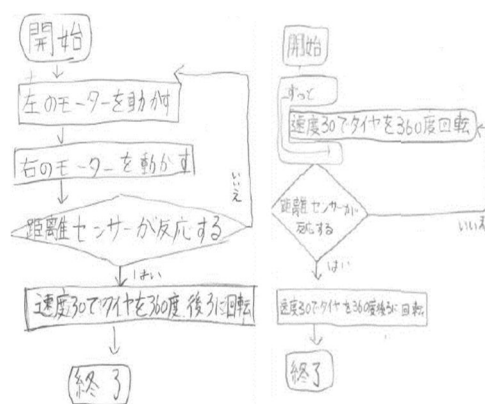 開始
左のモーターを動かす
右のモーターを動かす
いいえ
距離センサーが反応する
はい
速度30でタイヤを360度後ろに回転
終了
開始
ずっと
速度30でタイヤを360度回転
距離センサーが
反応する
いいえ
はい
速度30でタイヤを360度後ろに回転
終了